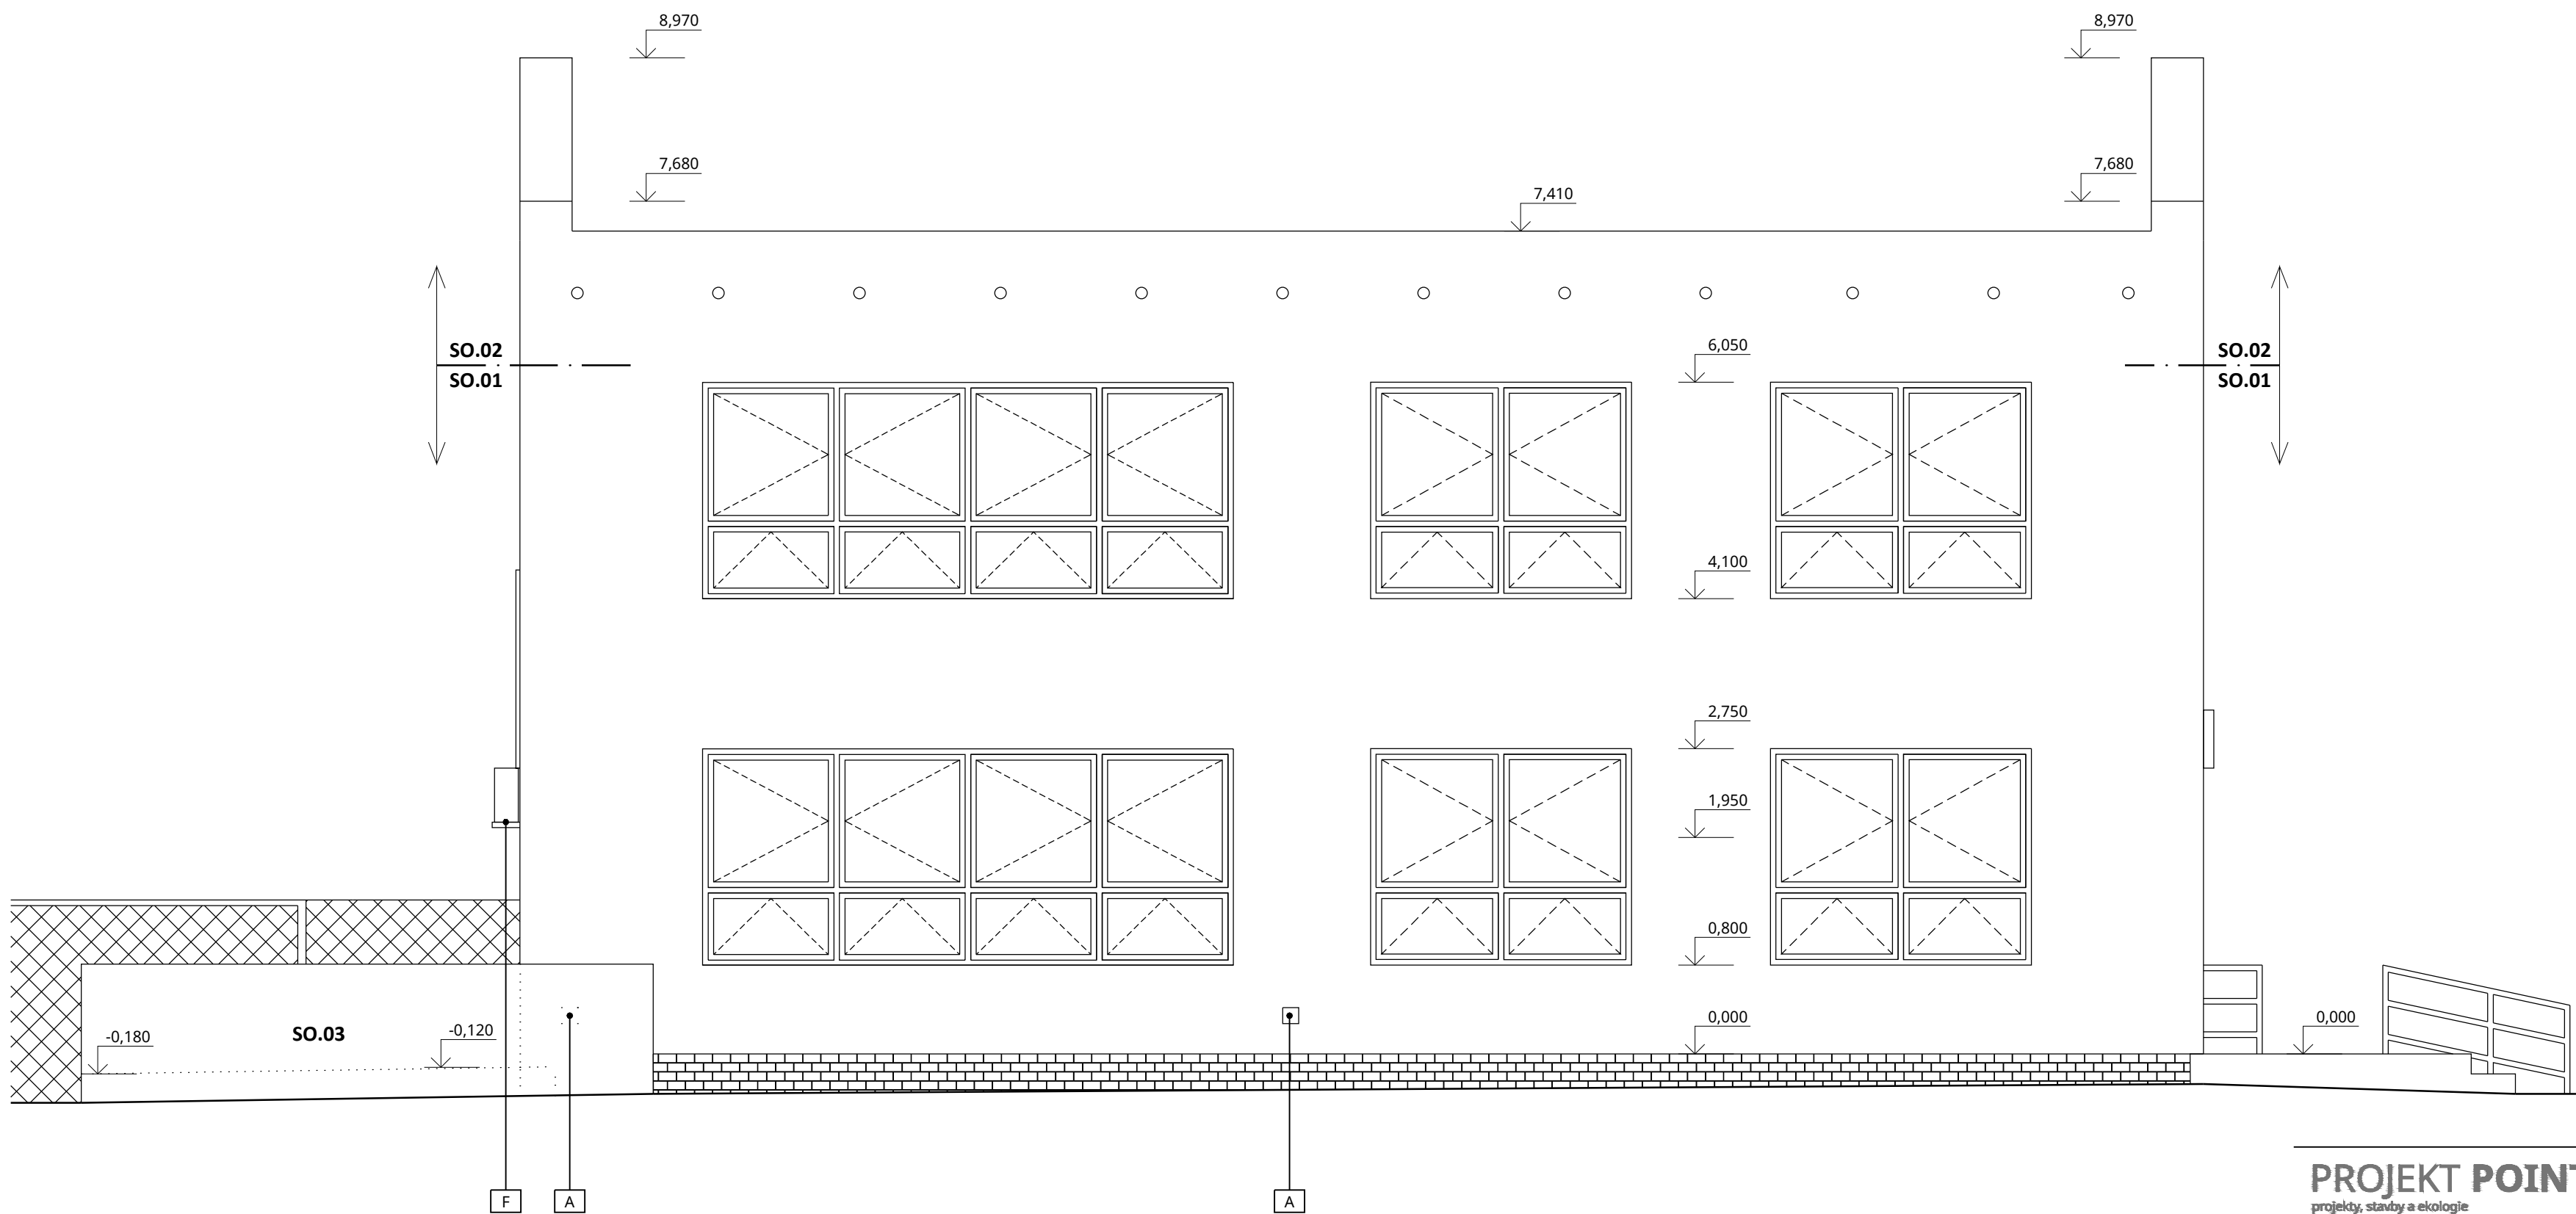 8,970
8,970
7,680
7,680
7,410
6,050
SO.02
SO.02
SO.01
SO.01
4,100
2,750
1,950
0,800
0,000
0,000
-0,180
SO.03
-0,120
F
A
A
PROJEKT POINT
projekty, stavby a ekologie